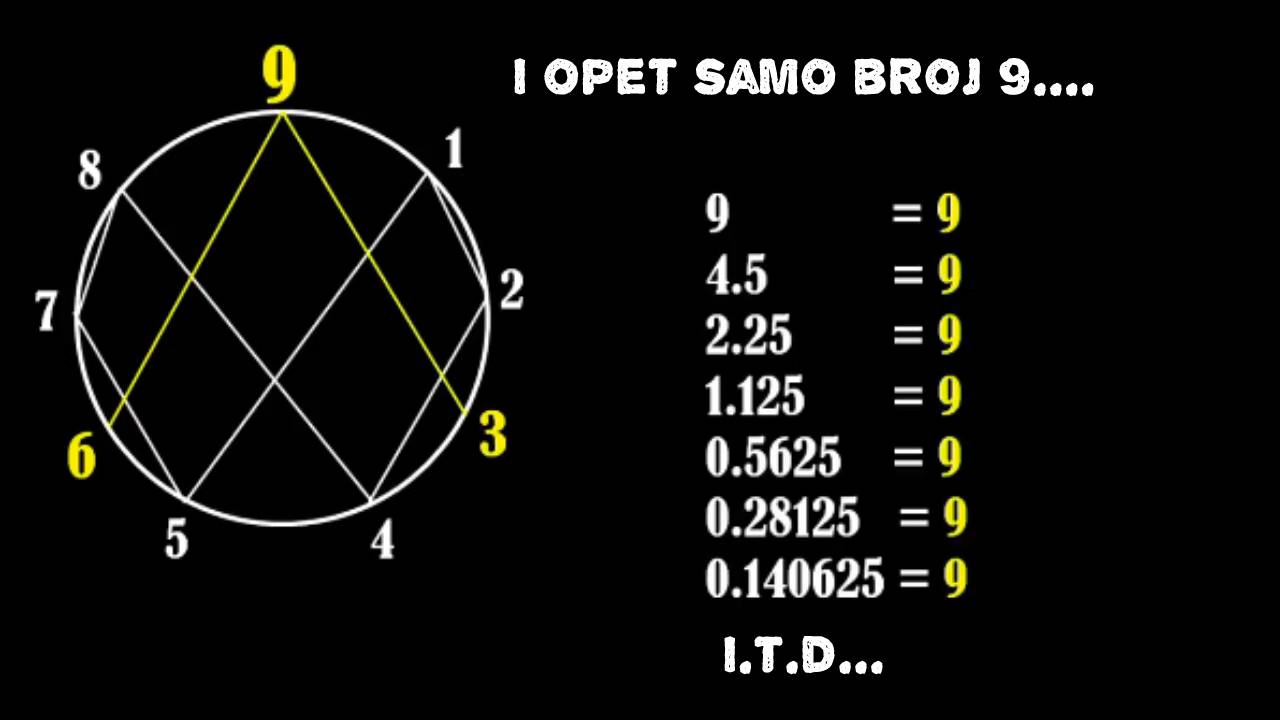 I OPET SAMO BROJ 9....
9
8
1
7
2
6
3
5
4
9 = 9
4.5 = 9
2.25 = 9
1.125 = 9
0.5625 = 9
0.28125 = 9
0.140625 = 9
I.T.D...